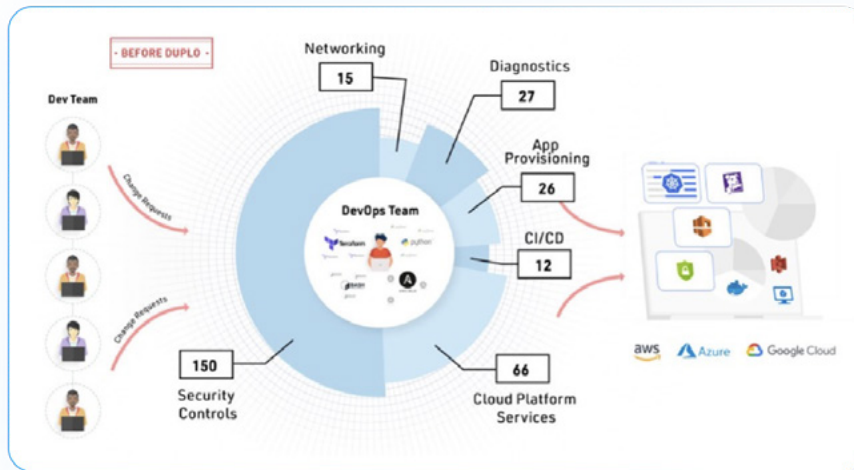 - BEFORE DUPLO -
Networking
15
Diagnostics
27
Dev Team
App
Provisioning
26
Change Requests
DevOps Team
Terraform
python
CI/CD
12
BASH
Change Requests
150
Security
Controls
66
Cloud Platform
Services
aws
Azure
Google Cloud